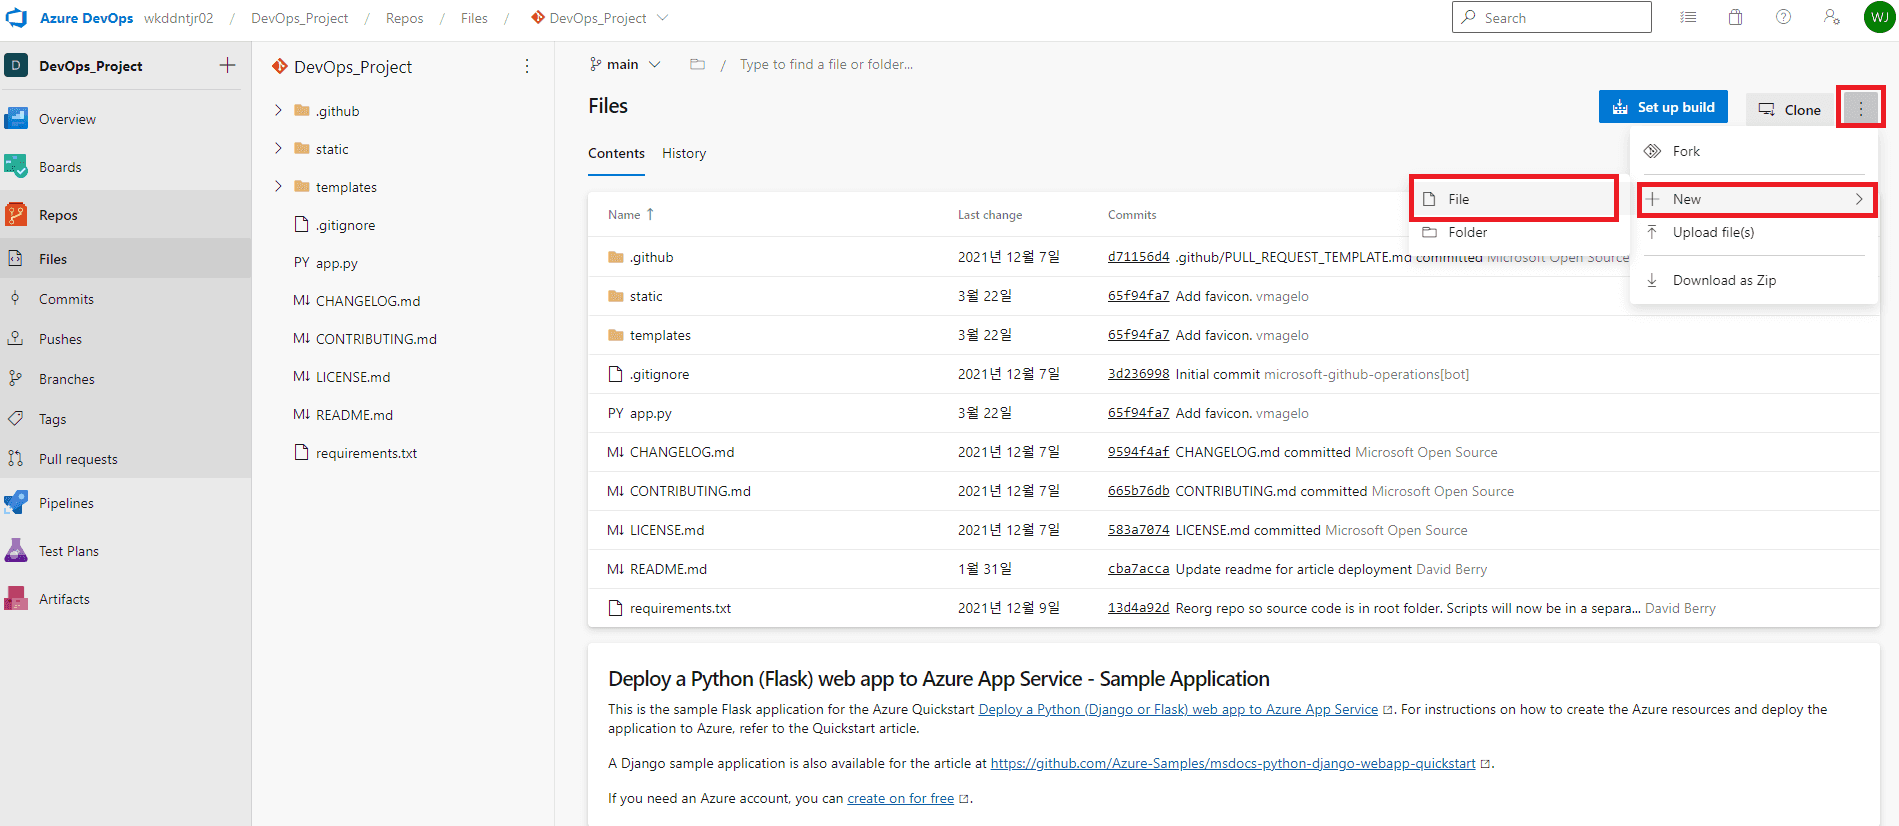 Azure DevOps wkddntjr02 / DevOps_Project / Repos / Files / DevOps_Project
Search
WJ
D DevOps_Project
Overview
Boards
Repos
Files
Commits
Pushes
Branches
Tags
Pull requests
Pipelines
Test Plans
Artifacts
DevOps_Project
.github
static
templates
.gitignore
PY app.py
M↓ CHANGELOG.md
M↓ CONTRIBUTING.md
M↓ LICENSE.md
M↓ README.md
requirements.txt
main / Type to find a file or folder...
Files
Set up build
Clone
Fork
New
Upload file(s)
Download as Zip
File
Folder
Contents History
Name ↑ Last change Commits
.github 2021년 12월 7일 d71156d4 .github/PULL_REQUEST_TEMPLATE.md committed Microsoft Open Source
static 3월 22일 65f94fa7 Add favicon. vmagelo
templates 3월 22일 65f94fa7 Add favicon. vmagelo
.gitignore 2021년 12월 7일 3d236998 Initial commit microsoft-github-operations[bot]
PY app.py 3월 22일 65f94fa7 Add favicon. vmagelo
M↓ CHANGELOG.md 2021년 12월 7일 9594f4af CHANGELOG.md committed Microsoft Open Source
M↓ CONTRIBUTING.md 2021년 12월 7일 665b76db CONTRIBUTING.md committed Microsoft Open Source
M↓ LICENSE.md 2021년 12월 7일 583a7074 LICENSE.md committed Microsoft Open Source
M↓ README.md 1월 31일 cba7acca Update readme for article deployment David Berry
requirements.txt 2021년 12월 9일 13d4a92d Reorg repo so source code is in root folder. Scripts will now be in a separa... David Berry
Deploy a Python (Flask) web app to Azure App Service - Sample Application
This is the sample Flask application for the Azure Quickstart Deploy a Python (Django or Flask) web app to Azure App Service. For instructions on how to create the Azure resources and deploy the
application to Azure, refer to the Quickstart article.
A Django sample application is also available for the article at https://github.com/Azure-Samples/msdocs-python-django-webapp-quickstart.
If you need an Azure account, you can create on for free.